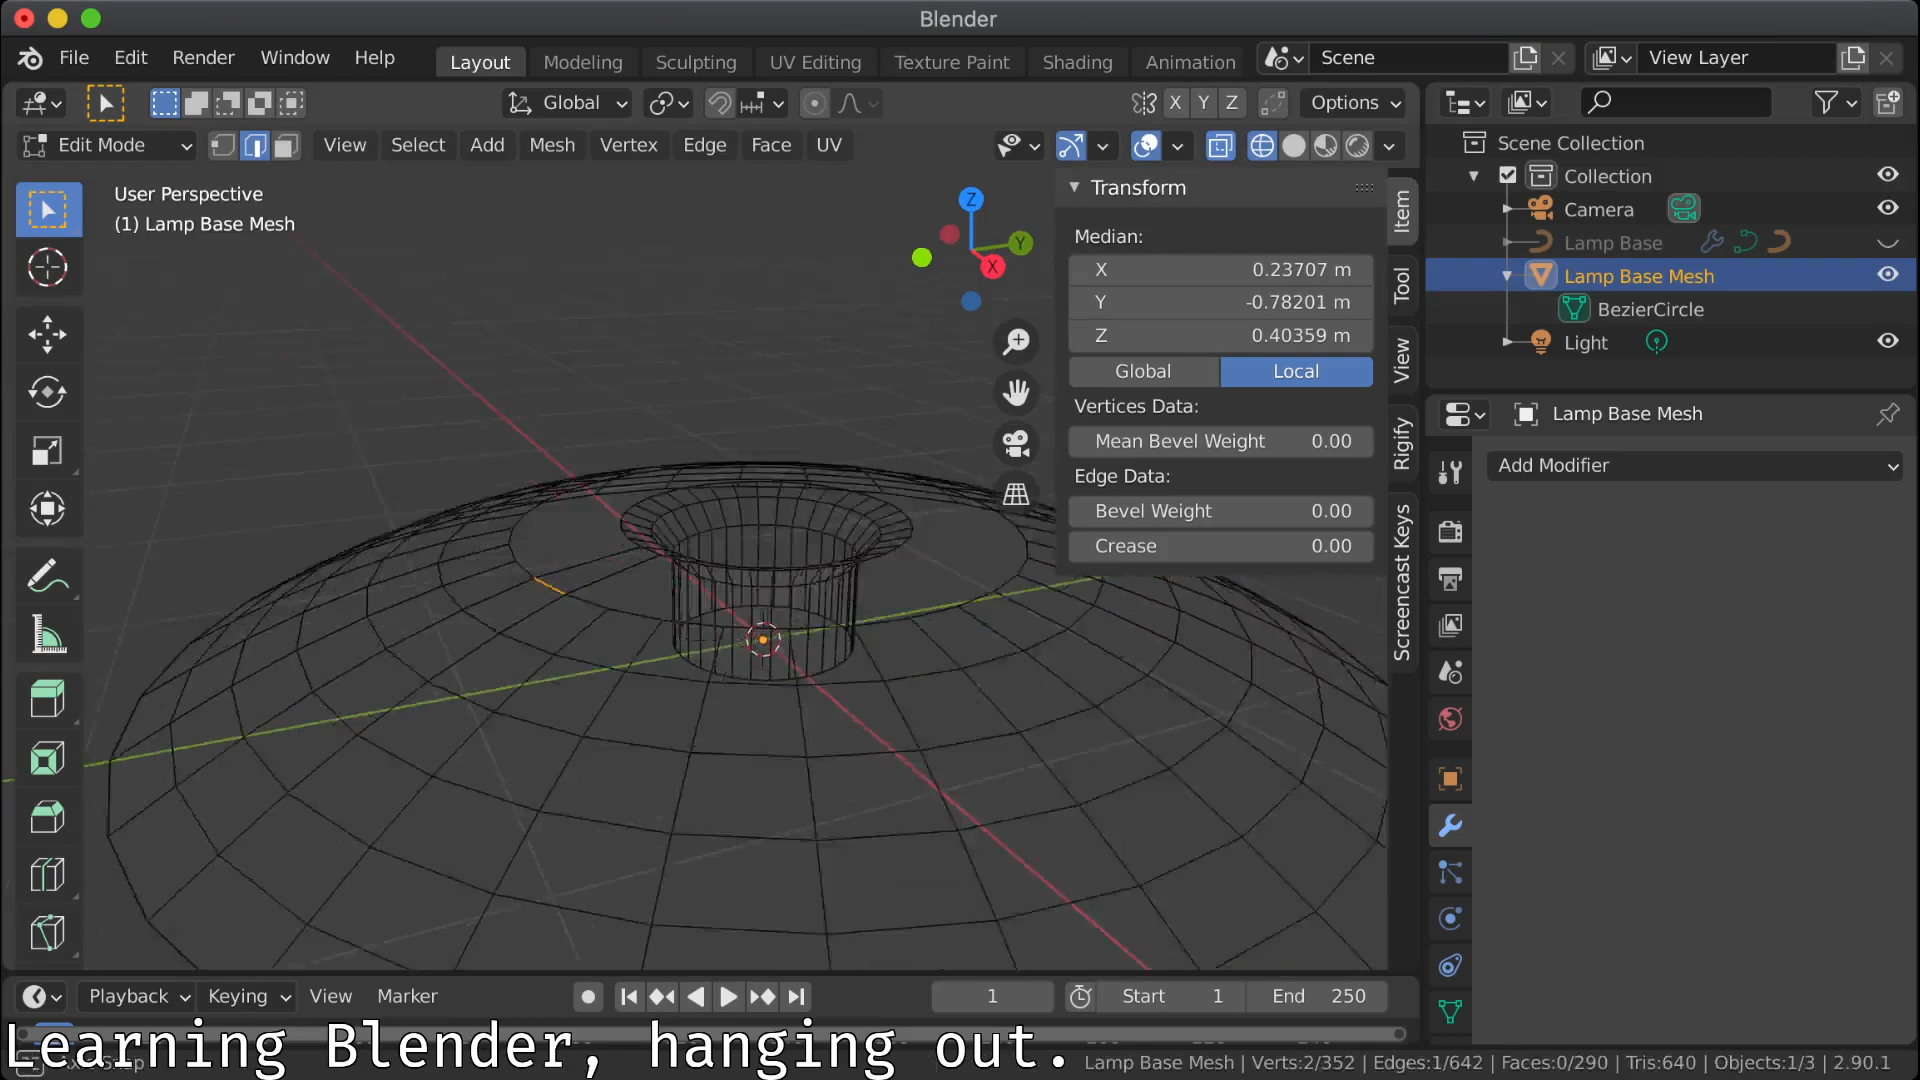 Blender
File Edit Render Window Help Layout Modeling Sculpting UV Editing Texture Paint Shading Animation Scene View Layer
Global X Y Z Options
Edit Mode View Select Add Mesh Vertex Edge Face UV
User Perspective
(1) Lamp Base Mesh
Z
Y
X
Transform
Median:
X 0.23707 m
Y -0.78201 m
Z 0.40359 m
Global Local
Vertices Data:
Mean Bevel Weight 0.00
Edge Data:
Bevel Weight 0.00
Crease 0.00
Item
Tool
View
Rigify
Screencast Keys
Scene Collection
Collection
Camera
Lamp Base
Lamp Base Mesh
BezierCircle
Light
Lamp Base Mesh
Add Modifier
Playback Keying View Marker 1 Start 1 End 250
Learning Blender, hanging out.
Lamp Base Mesh | Verts:2/352 | Edges:1/642 | Faces:0/290 | Tris:640 | Objects:1/3 | 2.90.1